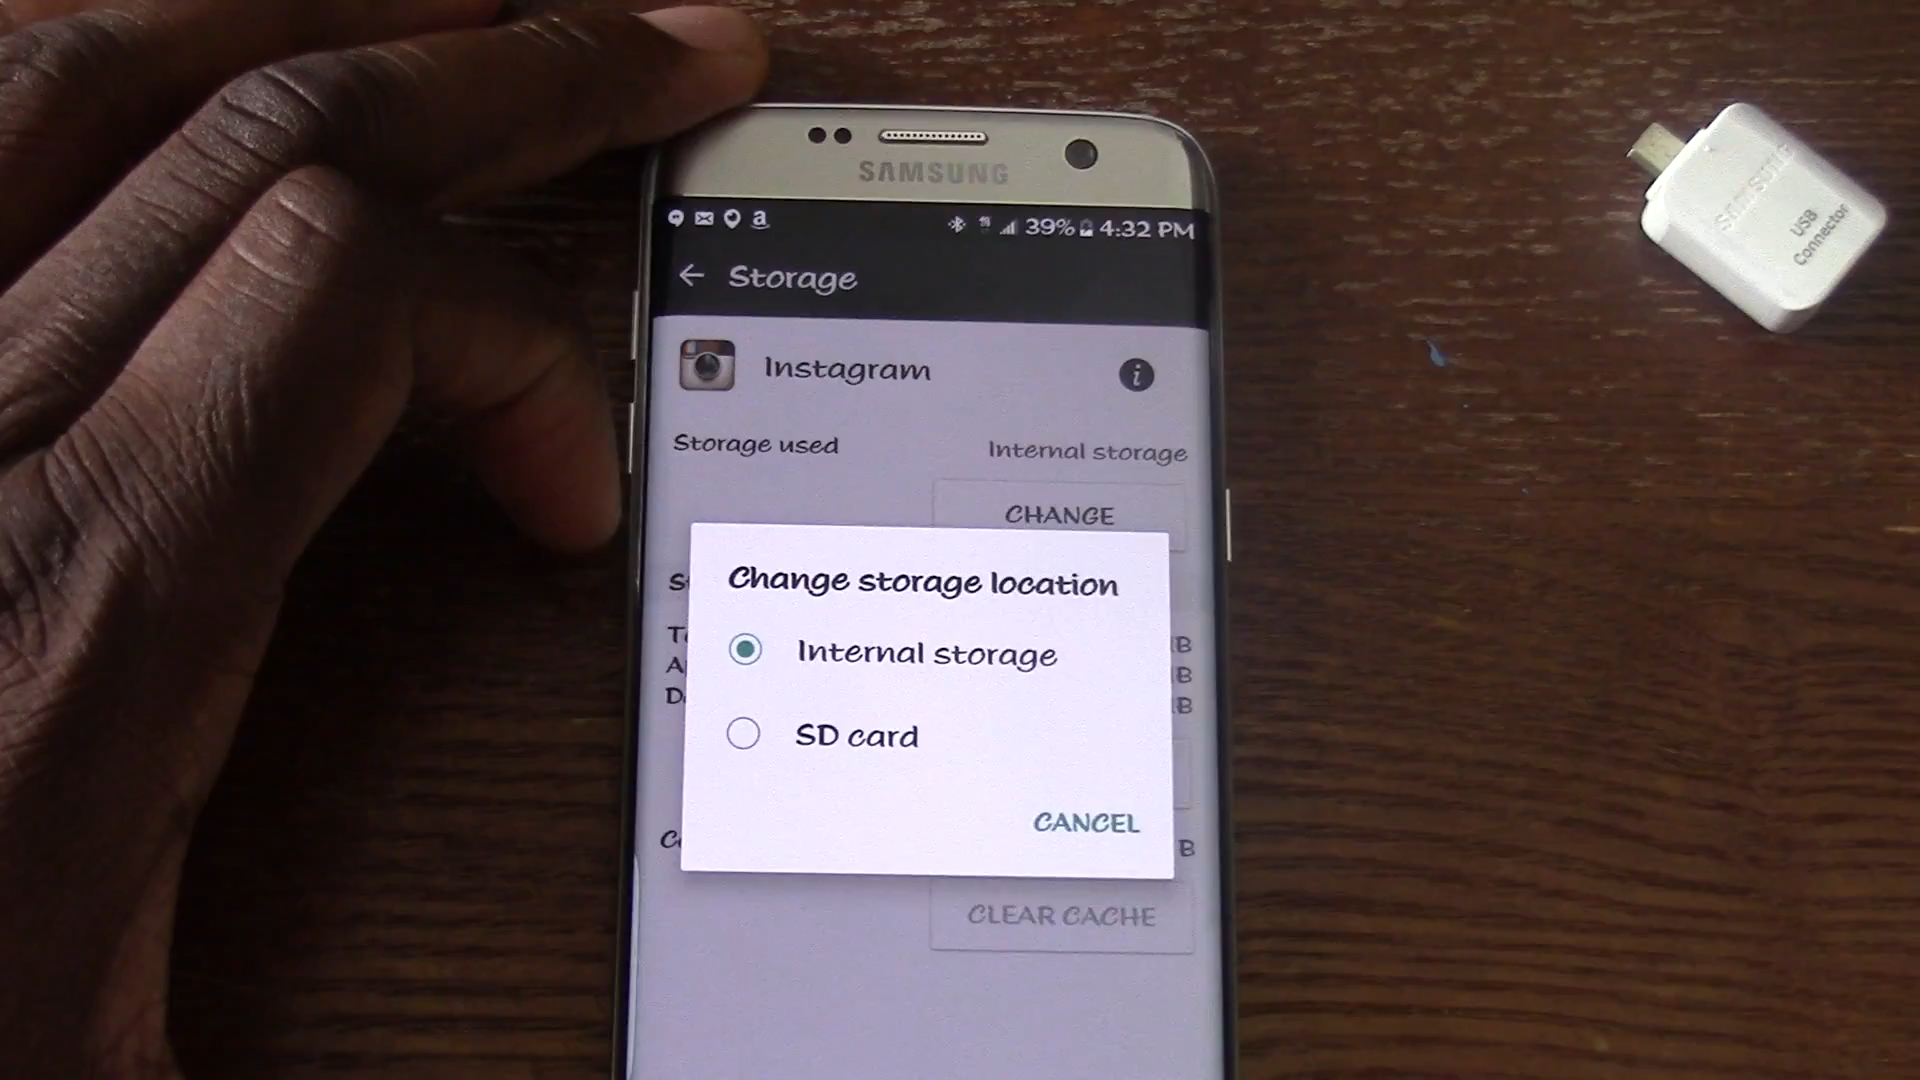 SAMSUNG
39% 4:32 PM
Storage
Instagram
Storage used
Internal storage
CHANGE
Change storage location
Internal storage
SD card
CANCEL
CLEAR CACHE
SAMSUNG
USB
Connector